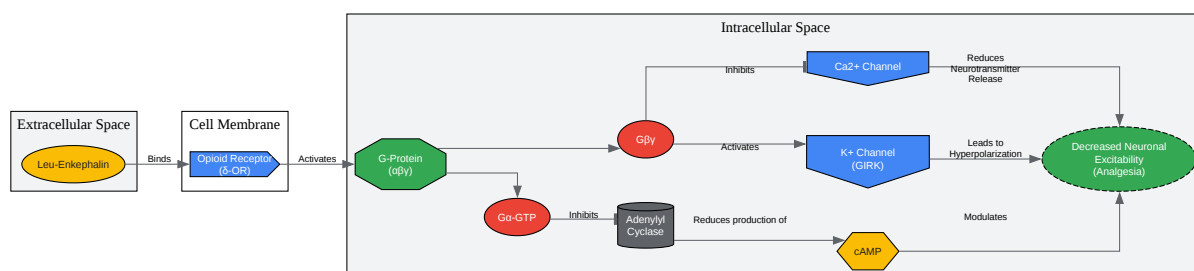 Intracellular Space
Extracellular Space
Cell Membrane
Leu-Enkephalin
Binds
Opioid Receptor
(δ-OR)
Activates
G-Protein
(αβγ)
Gβγ
Inhibits
Ca2+ Channel
Reduces
Neurotransmitter
Release
Activates
K+ Channel
(GIRK)
Leads to
Hyperpolarization
Decreased Neuronal
Excitability
(Analgesia)
Gα-GTP
Inhibits
Adenylyl
Cyclase
Reduces production of
cAMP
Modulates